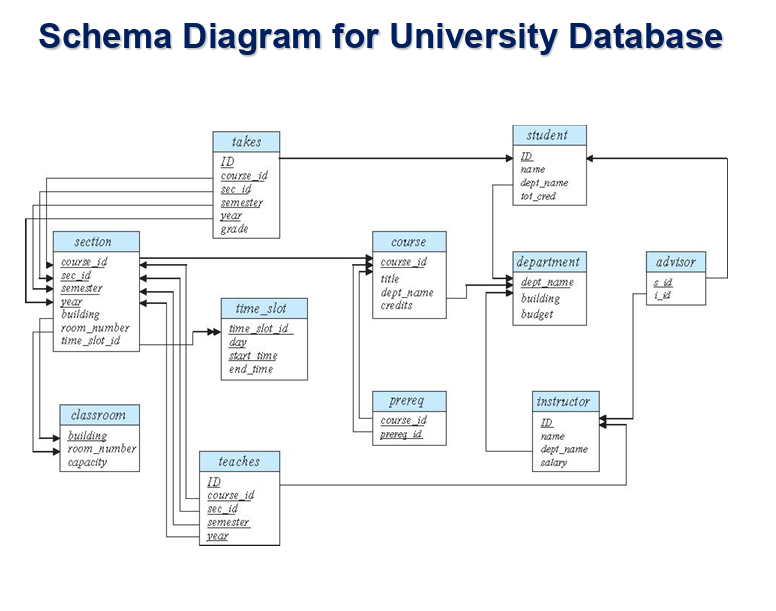 Schema Diagram for University Database
takes
ID
course_id
sec_id
semester
year
grade
student
ID
name
dept_name
tot_cred
section
course_id
sec_id
semester
year
building
room_number
time_slot_id
course
course_id
title
dept_name
credits
department
dept_name
building
budget
advisor
s_id
i_id
time_slot
time_slot_id
day
start_time
end_time
prereq
course_id
prereq_id
instructor
ID
name
dept_name
salary
classroom
building
room_number
capacity
teaches
ID
course_id
sec_id
semester
year